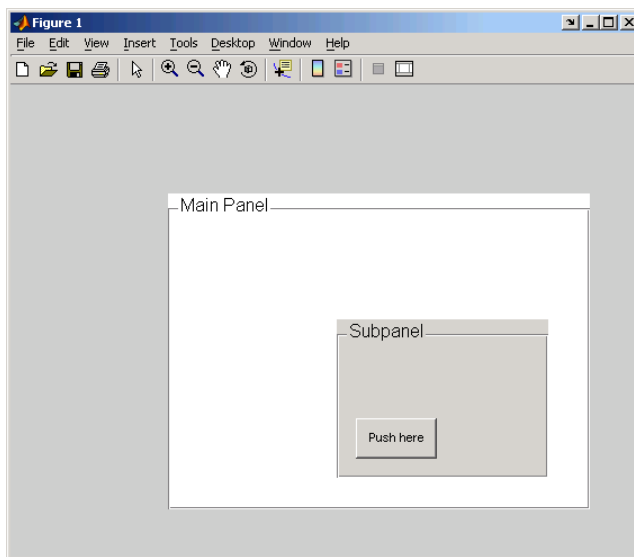 Figure 1
File Edit View Insert Tools Desktop Window Help
Main Panel
Subpanel
Push here